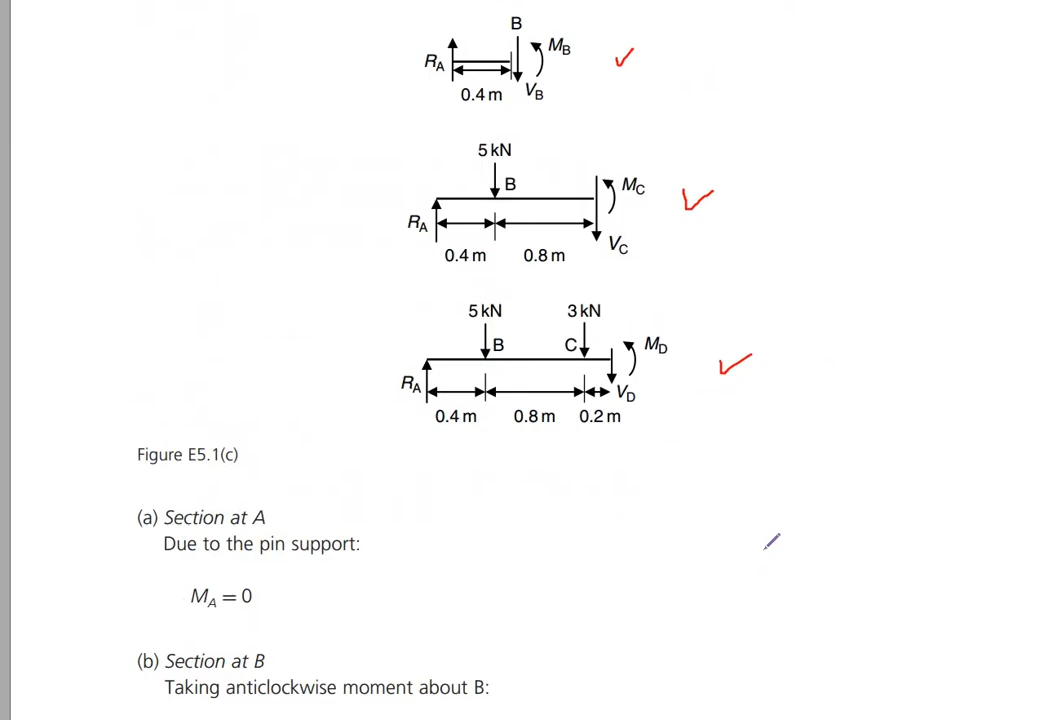 B
R_A M_B
0.4 m V_B
5 kN
B M_C
R_A V_C
0.4 m 0.8 m
5 kN 3 kN
B C M_D
R_A V_D
0.4 m 0.8 m 0.2 m
Figure E5.1(c)
(a) Section at A
Due to the pin support:
M_A = 0
(b) Section at B
Taking anticlockwise moment about B: